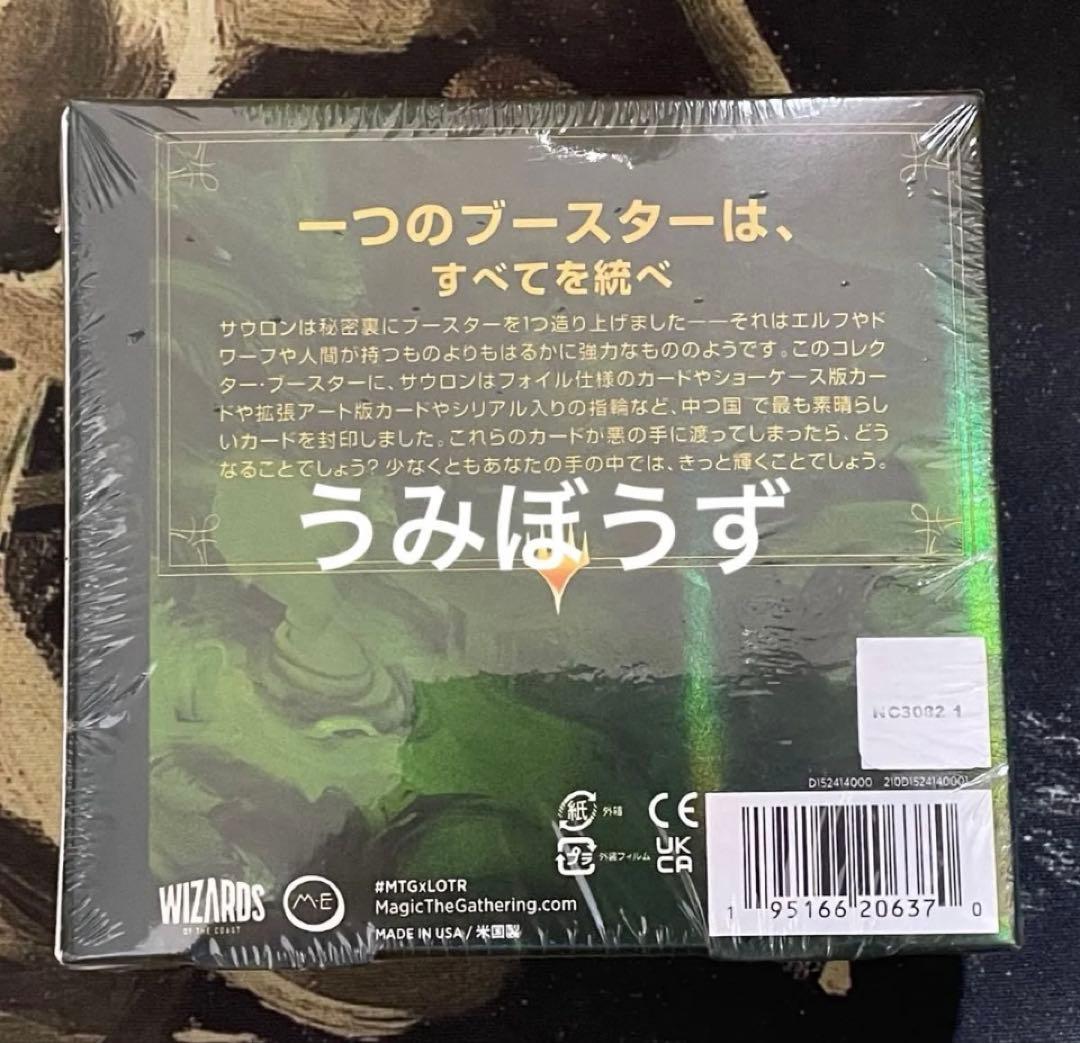 一つのブースターは、
すべてを統べ
サウロンは秘密裏にブースターを1つ造り上げました――それはエルフやド
ワーフや人間が持つものよりもはるかに強力なもののようです。このコレク
ター・ブースターに、サウロンはフォイル仕様のカードやショーケース版カー
ドや拡張アート版カードやシリアル入りの指輪など、中つ国 で最も素晴らし
いカードを封印しました。これらのカードが悪の手に渡ってしまったら、どう
なることでしょう? 少なくともあなたの手の中では、きっと輝くことでしょう。
うみぼうず
NC3082 1
D152414000 210D1524140001
紙 外箱
CE
プラ 外装フィルム
UK
CA
WIZARDS
OF THE COAST
M·E
#MTGxLOTR
MagicTheGathering.com
MADE IN USA / 米国製
1 95166 20637 0